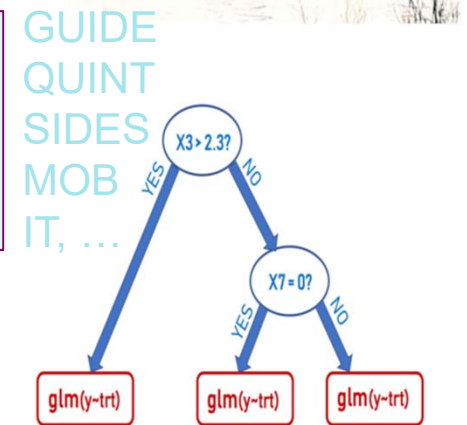 GUIDE
QUINT
SIDES
MOB
IT, ...
X3 > 2.3?
YES
NO
X7 = 0?
YES
NO
glm(y~trt)
glm(y~trt)
glm(y~trt)